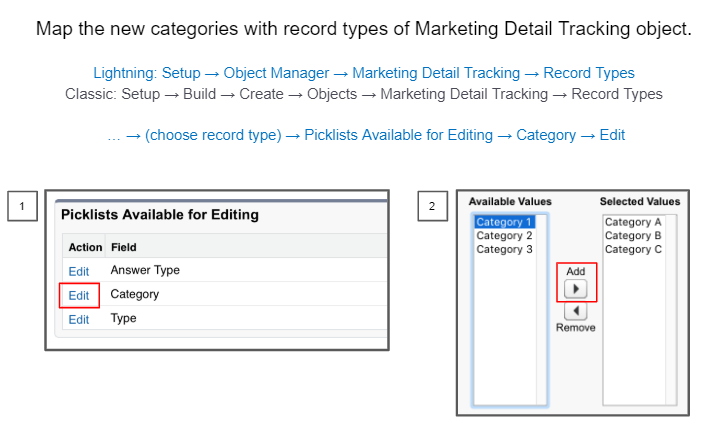 Map the new categories with record types of Marketing Detail Tracking object.
Lightning: Setup → Object Manager → Marketing Detail Tracking → Record Types
Classic: Setup → Build → Create → Objects → Marketing Detail Tracking → Record Types
... → (choose record type) → Picklists Available for Editing → Category → Edit
1
Picklists Available for Editing
Action Field
Edit Answer Type
Edit Category
Edit Type
2
Available Values Selected Values
Category 1 Category A
Category 2 Category B
Category 3 Category C
Add
Remove